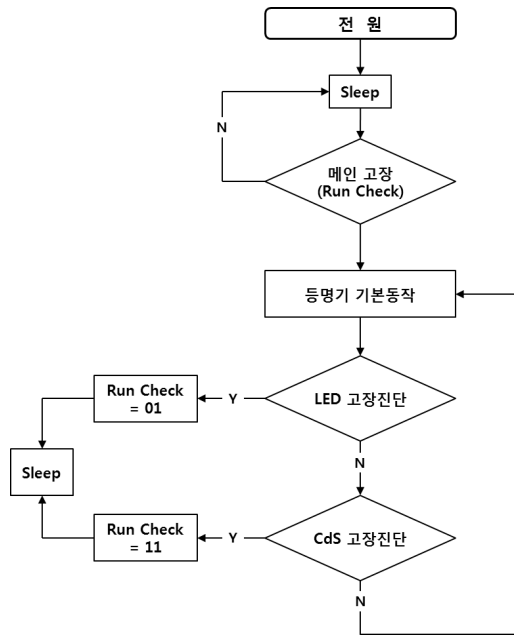 전 원
Sleep
N
메인 고장
(Run Check)
등명기 기본동작
Run Check
= 01
Y
LED 고장진단
Sleep
N
Run Check
= 11
Y
CdS 고장진단
N